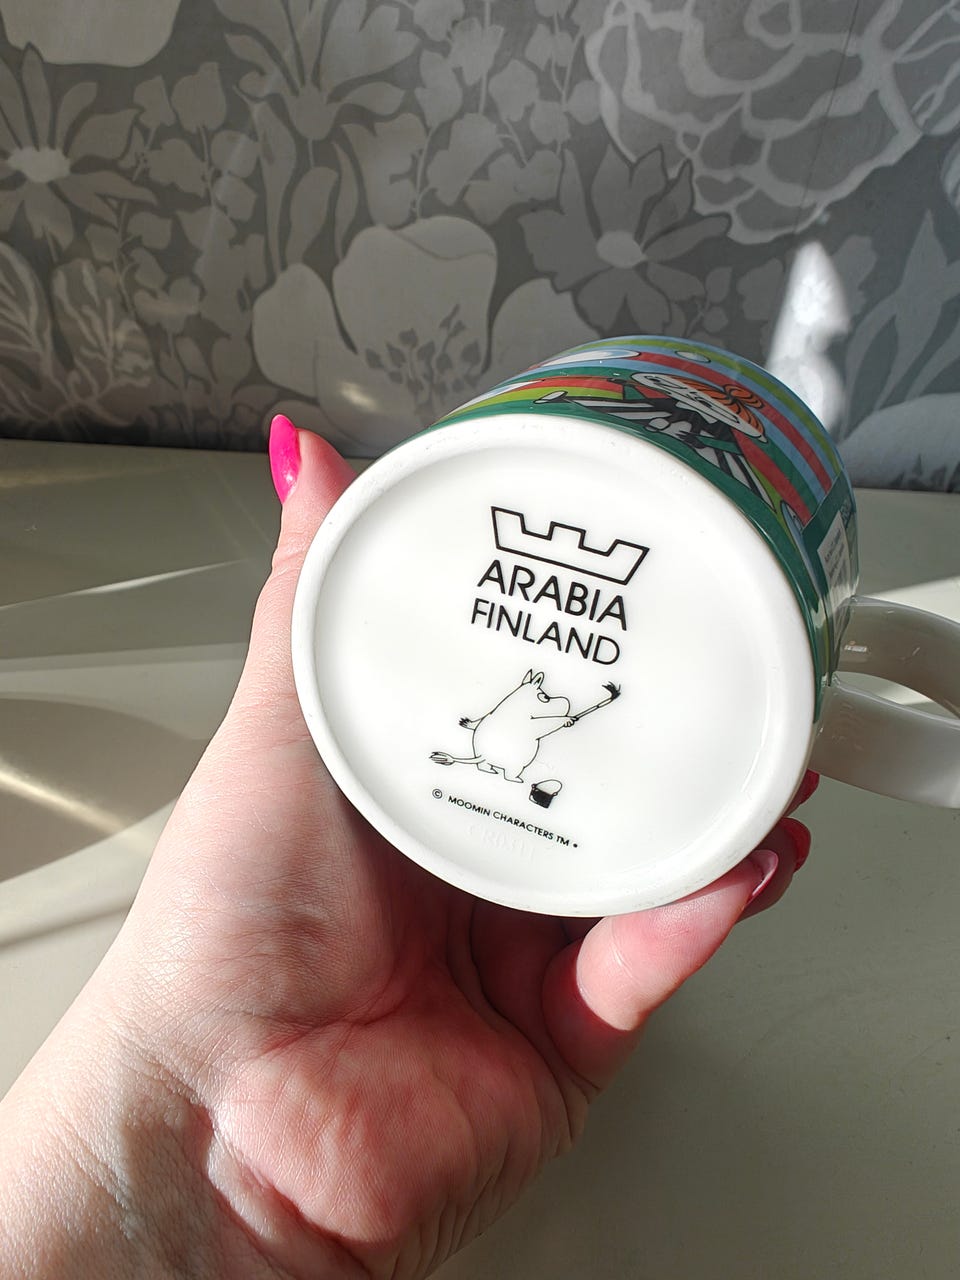 ARABIA
FINLAND
© MOOMIN CHARACTERS TM •